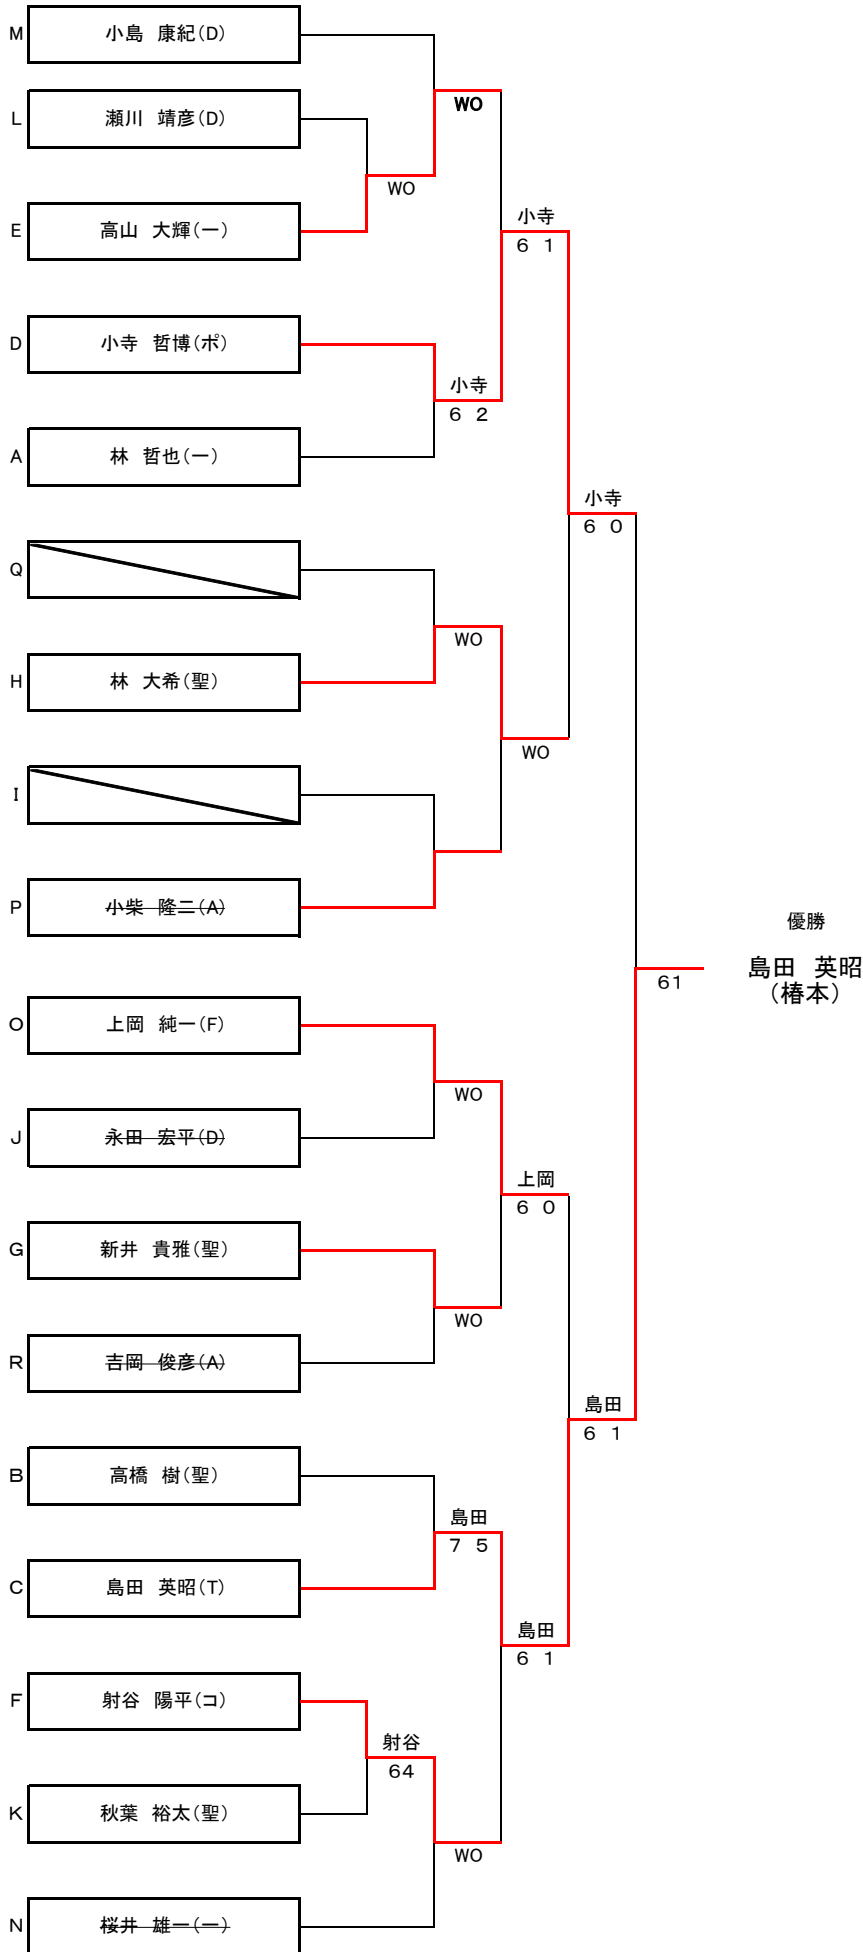 M 小島 康紀(D)
WO
L 瀬川 靖彦(D)
WO
E 高山 大輝(一)
小寺
6 1
D 小寺 哲博(ポ)
小寺
6 2
A 林 哲也(一)
小寺
6 0
Q
WO
H 林 大希(聖)
WO
I
P 小柴 隆二(A)
優勝
島田 英昭
(椿本)
61
O 上岡 純一(F)
WO
J 永田 宏平(D)
上岡
6 0
G 新井 貴雅(聖)
WO
R 吉岡 俊彦(A)
島田
6 1
B 高橋 樹(聖)
島田
7 5
C 島田 英昭(T)
島田
6 1
F 射谷 陽平(コ)
射谷
64
K 秋葉 裕太(聖)
WO
N 桜井 雄一(一)